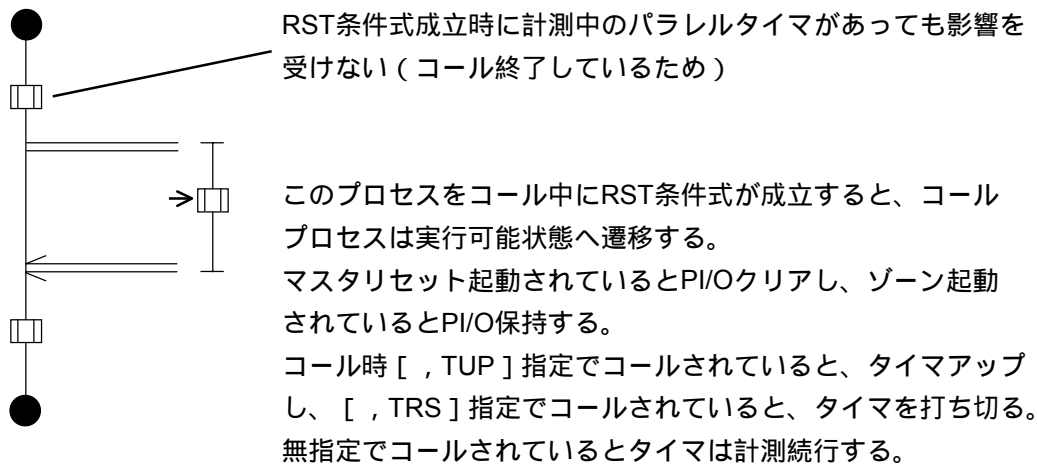 RST条件式成立時に計測中のパラレルタイマがあっても影響を
受けない(コール終了しているため)
このプロセスをコール中にRST条件式が成立すると、コール
プロセスは実行可能状態へ遷移する。
マスタリセット起動されているとPI/Oクリアし、ゾーン起動
されているとPI/O保持する。
コール時[,TUP]指定でコールされていると、タイマアップ
し、[,TRS]指定でコールされていると、タイマを打ち切る。
無指定でコールされているとタイマは計測続行する。